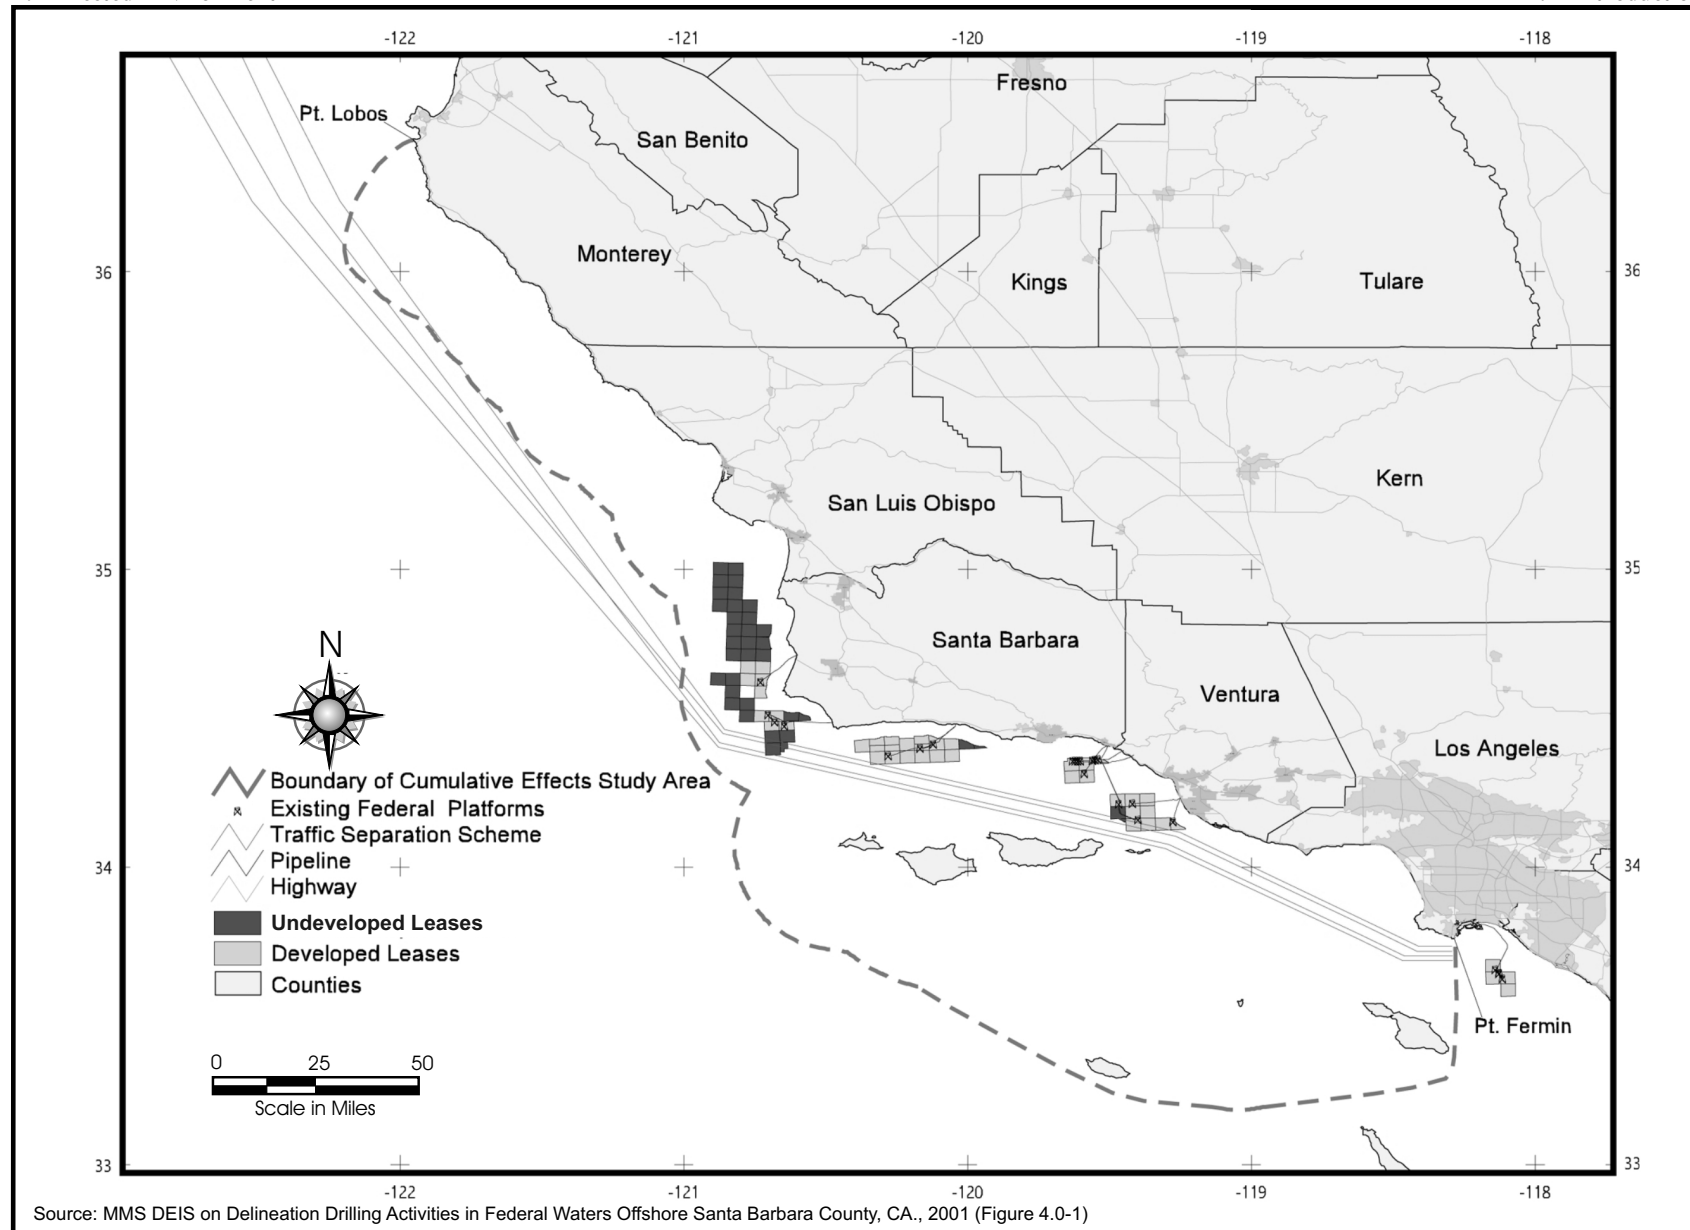 -122 -121 -120 -119 -118
Fresno
Pt. Lobos
San Benito
Monterey
36 36
Kings
Tulare
Kern
San Luis Obispo
35 35
Santa Barbara
N
Ventura
Los Angeles
Boundary of Cumulative Effects Study Area
Existing Federal Platforms
Traffic Separation Scheme
Pipeline
34 34
Highway
Undeveloped Leases
Developed Leases
Counties
Pt. Fermin
0 25 50
Scale in Miles
33 33
-122 -121 -120 -119 -118
Source: MMS DEIS on Delineation Drilling Activities in Federal Waters Offshore Santa Barbara County, CA., 2001 (Figure 4.0-1)